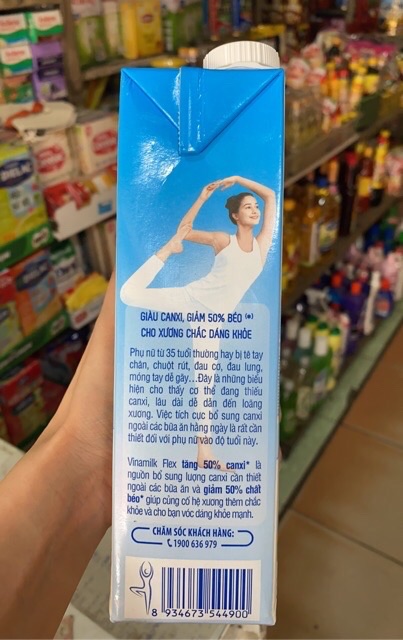 GIÀU CANXI, GIẢM 50% BÉO (*)
CHO XƯƠNG CHẮC DÁNG KHỎE
Phụ nữ từ 35 tuổi thường hay bị tê tay
chân, chuột rút, đau cơ, đau lưng,
móng tay dễ gãy...Đây là những biểu
hiện cho thấy cơ thể đang thiếu
canxi, lâu dài dễ dẫn đến loãng
xương. Việc tích cực bổ sung canxi
ngoài các bữa ăn hằng ngày là rất cần
thiết đối với phụ nữ vào độ tuổi này.
Vinamilk Flex tăng 50% canxi* là
nguồn bổ sung lượng canxi cần thiết
ngoài các bữa ăn và giảm 50% chất
béo* giúp củng cố hệ xương thêm chắc
khỏe và cho bạn vóc dáng khỏe mạnh.
CHĂM SÓC KHÁCH HÀNG:
1900 636 979
8 934673 544900